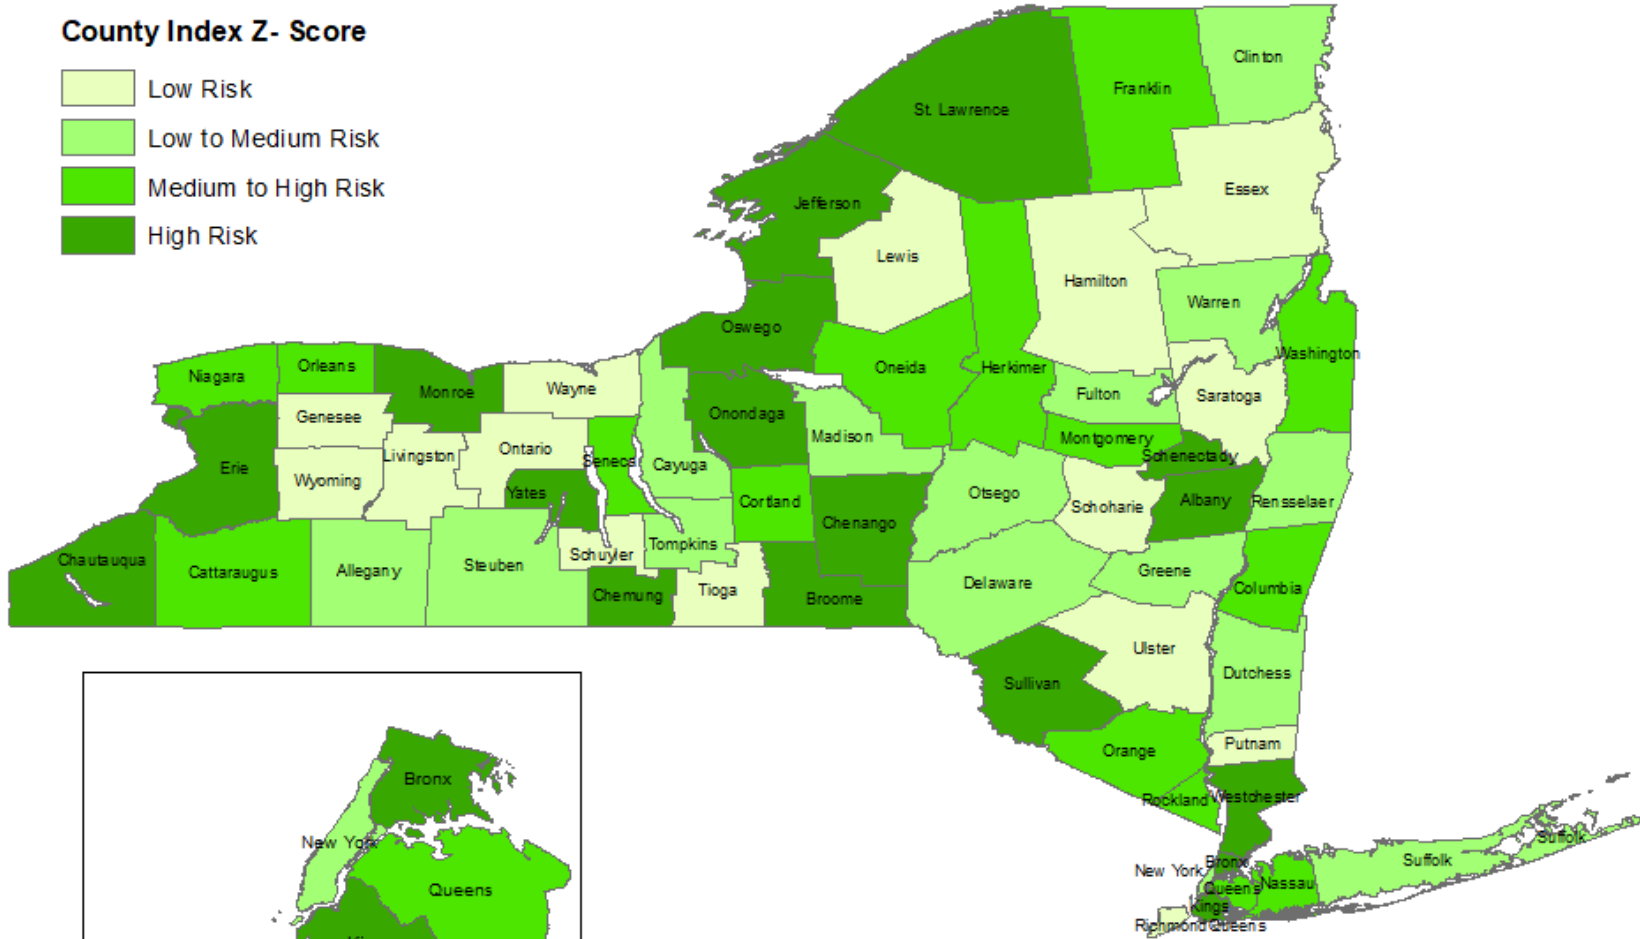 County Index Z- Score
Low Risk
Low to Medium Risk
Medium to High Risk
High Risk
Clinton
Franklin
St. Lawrence
Essex
Jefferson
Lewis
Hamilton
Warren
Oswego
Washington
Oneida
Herkimer
Orleans
Niagara
Monroe
Wayne
Fulton
Saratoga
Genesee
Onondaga
Madison
Montgomery
Ontario
Livingston
Schenectady
Seneca
Cayuga
Erie
Wyoming
Yates
Otsego
Cortland
Albany
Rensselaer
Schoharie
Chenango
Tompkins
Schuyler
Chautauqua
Cattaraugus
Allegany
Steuben
Greene
Delaware
Columbia
Tioga
Chemung
Broome
Ulster
Dutchess
Sullivan
Putnam
Orange
Rockland
Westchester
Bronx
New York
Queens
Suffolk
Suffolk
Bronx
New York
Queens
Nassau
Kings
Richmond
Queens